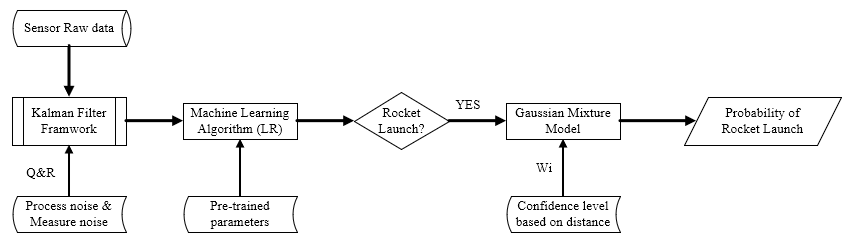 Sensor Raw data
Kalman Filter
Framwork
Machine Learning
Algorithm (LR)
Rocket
Launch?
YES
Gaussian Mixture
Model
Probability of
Rocket Launch
Q&R
Wi
Process noise &
Measure noise
Pre-trained
parameters
Confidence level
based on distance